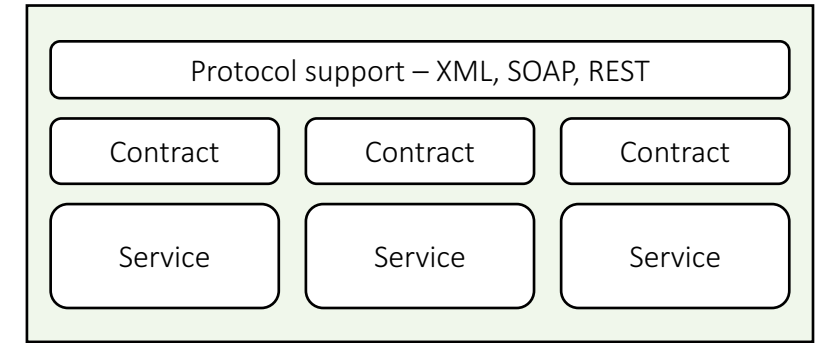 Protocol support – XML, SOAP, REST
Contract
Contract
Contract
Service
Service
Service